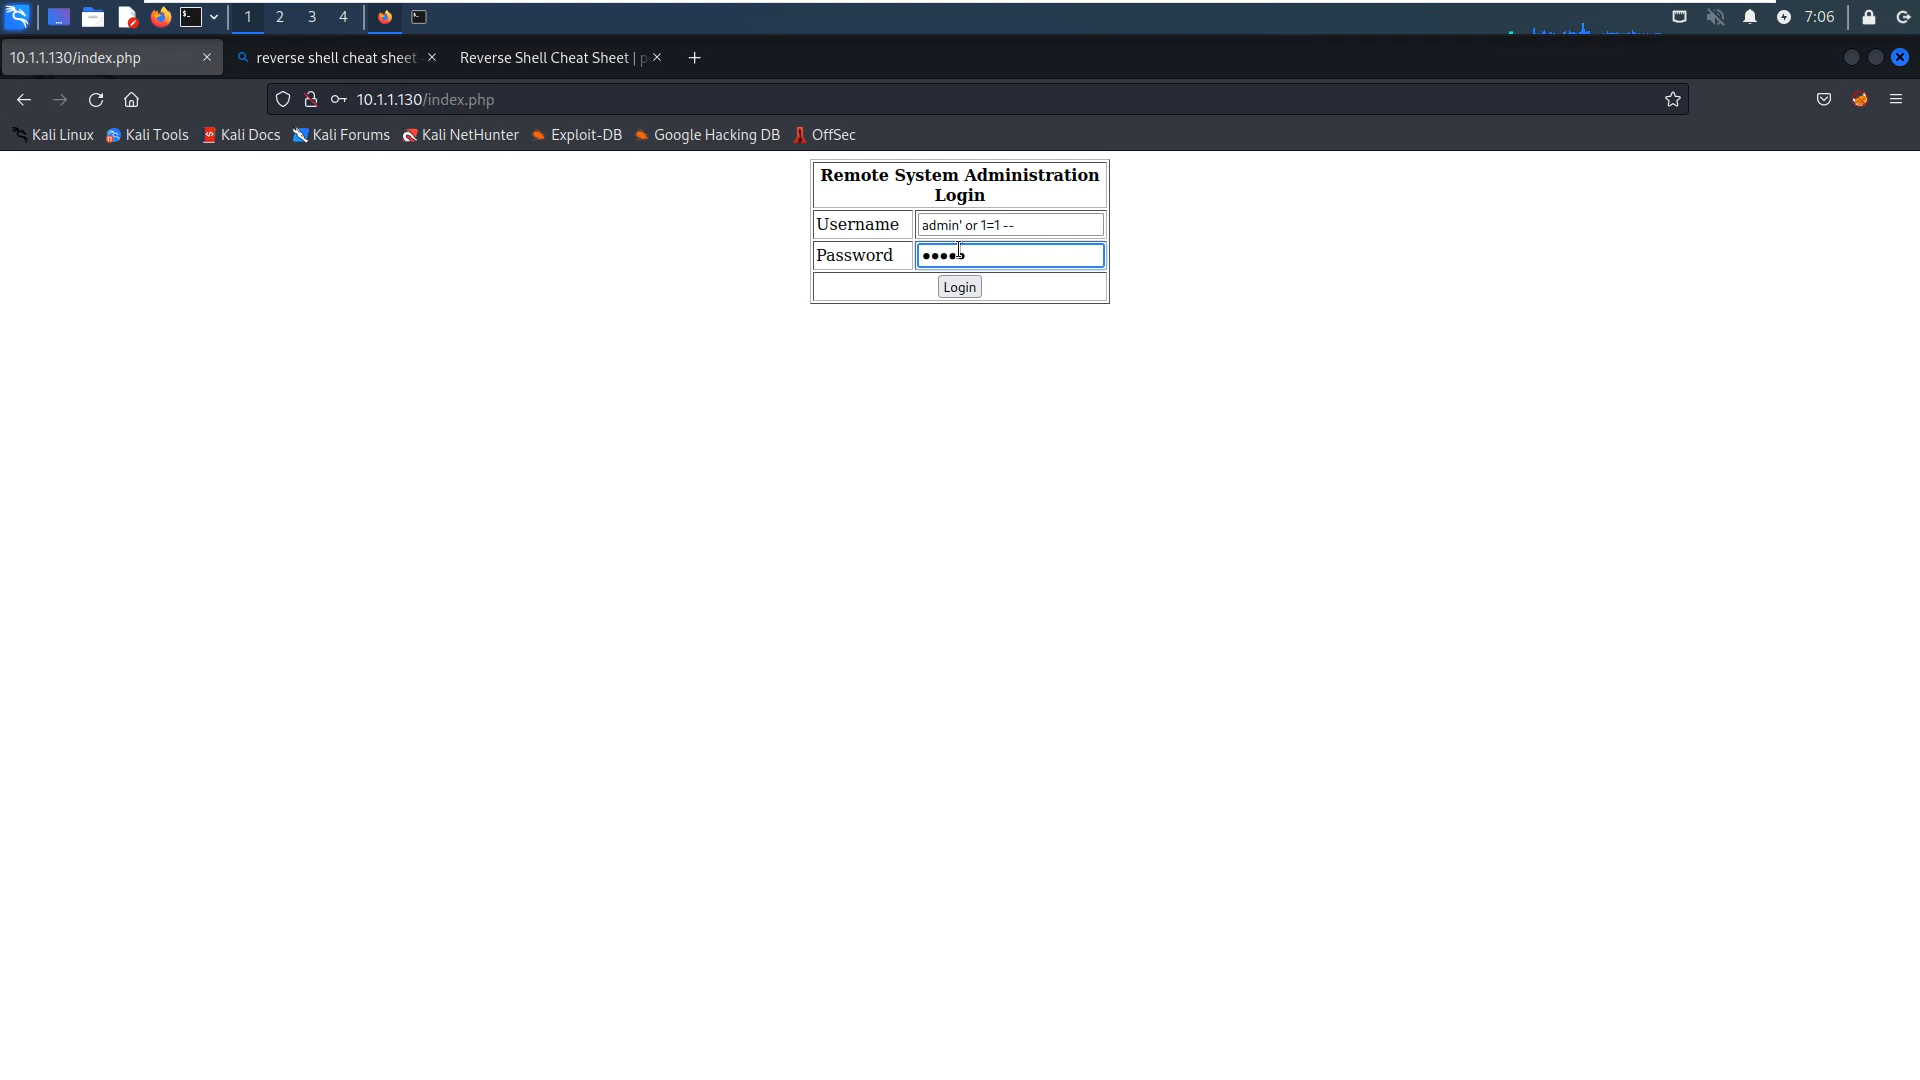 1 2 3 4 7:06
10.1.1.130/index.php reverse shell cheat sheet Reverse Shell Cheat Sheet | p
10.1.1.130/index.php
Kali Linux Kali Tools Kali Docs Kali Forums Kali NetHunter Exploit-DB Google Hacking DB OffSec
Remote System Administration
Login
Username admin' or 1=1 --
Password
Login